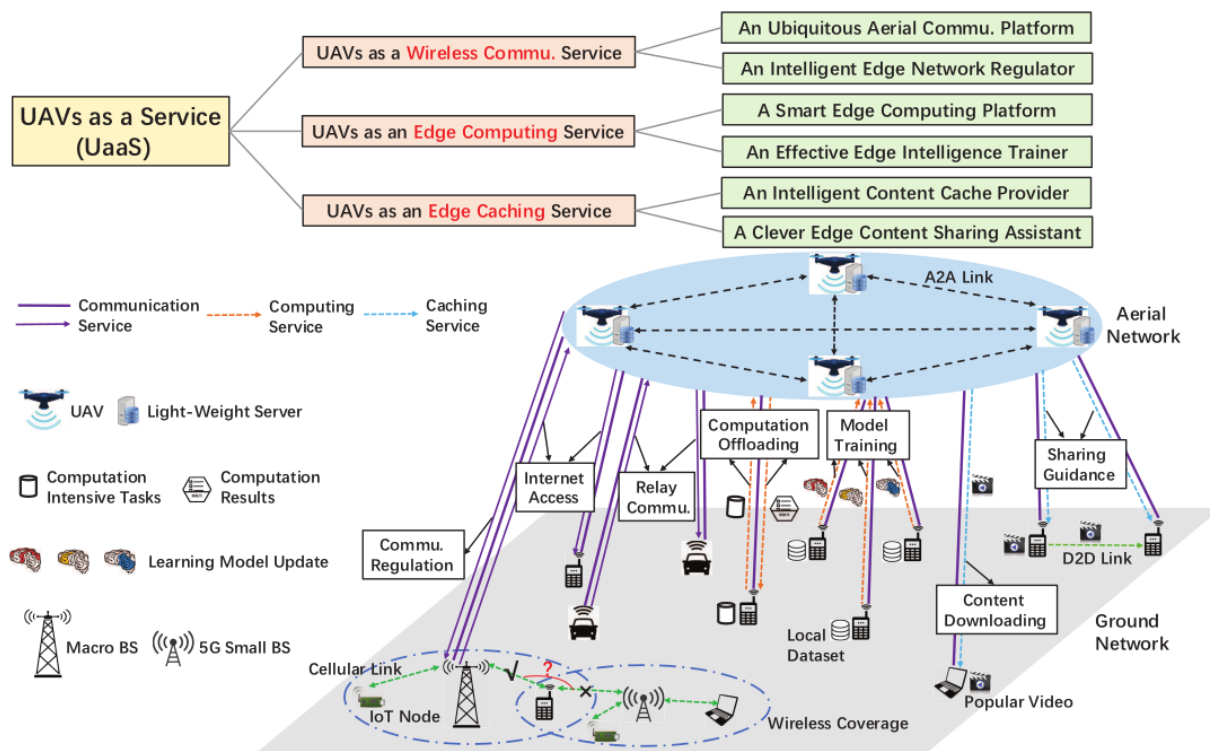 An Ubiquitous Aerial Commu. Platform
UAVs as a Wireless Commu. Service
An Intelligent Edge Network Regulator
UAVs as a Service
(UaaS)
A Smart Edge Computing Platform
UAVs as an Edge Computing Service
An Effective Edge Intelligence Trainer
An Intelligent Content Cache Provider
UAVs as an Edge Caching Service
A Clever Edge Content Sharing Assistant
Communication
Service
Computing
Service
Caching
Service
A2A Link
Aerial
Network
UAV
Light-Weight Server
Computation
Intensive Tasks
Computation
Results
Learning Model Update
Macro BS
5G Small BS
Commu.
Regulation
Internet
Access
Relay
Commu.
Computation
Offloading
Model
Training
Sharing
Guidance
D2D Link
Content
Downloading
Ground
Network
Local
Dataset
Popular Video
Cellular Link
?
IoT Node
Wireless Coverage